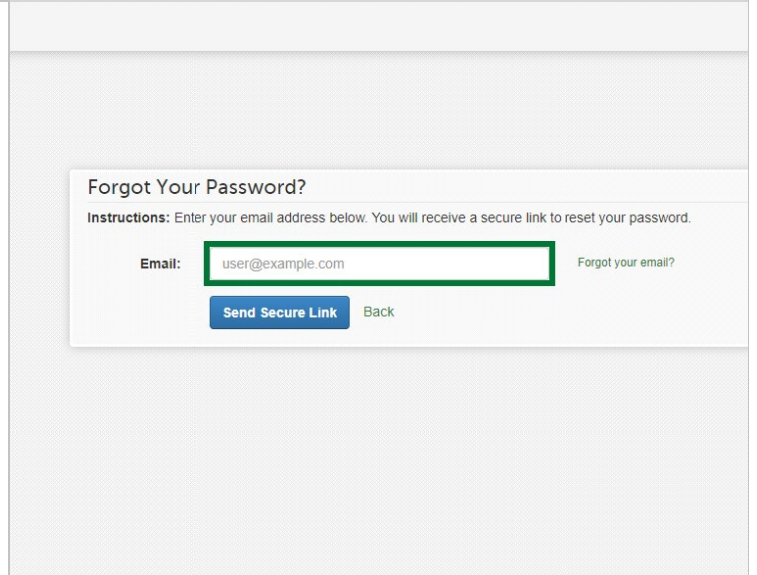 Forgot Your Password?
Instructions: Enter your email address below. You will receive a secure link to reset your password.
Email: user@example.com Forgot your email?
Send Secure Link Back